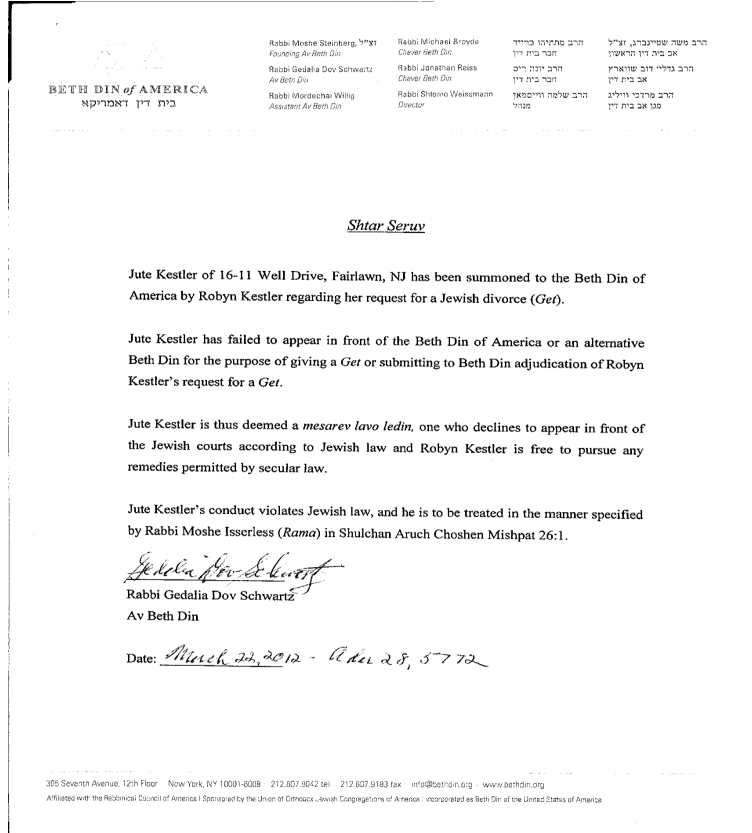 BETH DIN of AMERICA
בית דין דאמריקא
Rabbi Moshe Steinberg, זצ"ל
Founding Av Beth Din
Rabbi Gedalia Dov Schwartz
Av Beth Din
Rabbi Mordechai Willig
Assistant Av Beth Din
Rabbi Michael Broyde
Chaver Beth Din
Rabbi Jonathan Reiss
Chaver Beth Din
Rabbi Shlomo Weissmann
Director
הרב מתתיהו ברייד
חבר בית דין
הרב יונה רייס
חבר בית דין
הרב שלמה ווייסמאן
מנהל
הרב משה שטיינברג, זצ"ל
אב בית דין הראשון
הרב גדליי דוב שווארץ
אב בית דין
הרב מרדכי וויליג
סגן אב בית דין
Shtar Seruv
Jute Kestler of 16-11 Well Drive, Fairlawn, NJ has been summoned to the Beth Din of
America by Robyn Kestler regarding her request for a Jewish divorce (Get).
Jute Kestler has failed to appear in front of the Beth Din of America or an alternative
Beth Din for the purpose of giving a Get or submitting to Beth Din adjudication of Robyn
Kestler's request for a Get.
Jute Kestler is thus deemed a mesarev lavo ledin, one who declines to appear in front of
the Jewish courts according to Jewish law and Robyn Kestler is free to pursue any
remedies permitted by secular law.
Jute Kestler's conduct violates Jewish law, and he is to be treated in the manner specified
by Rabbi Moshe Isserless (Rama) in Shulchan Aruch Choshen Mishpat 26:1.
Gedalia Dov Schwartz
Rabbi Gedalia Dov Schwartz
Av Beth Din
Date: March 22, 2012 - Adar 28, 5772
305 Seventh Avenue, 12th Floor New York, NY 10001-6008 212.807.9042 tel 212.807.9183 fax info@bethdin.org www.bethdin.org
Affiliated with the Rabbinical Council of America | Sponsored by the Union of Orthodox Jewish Congregations of America | Incorporated as Beth Din of the United States of America